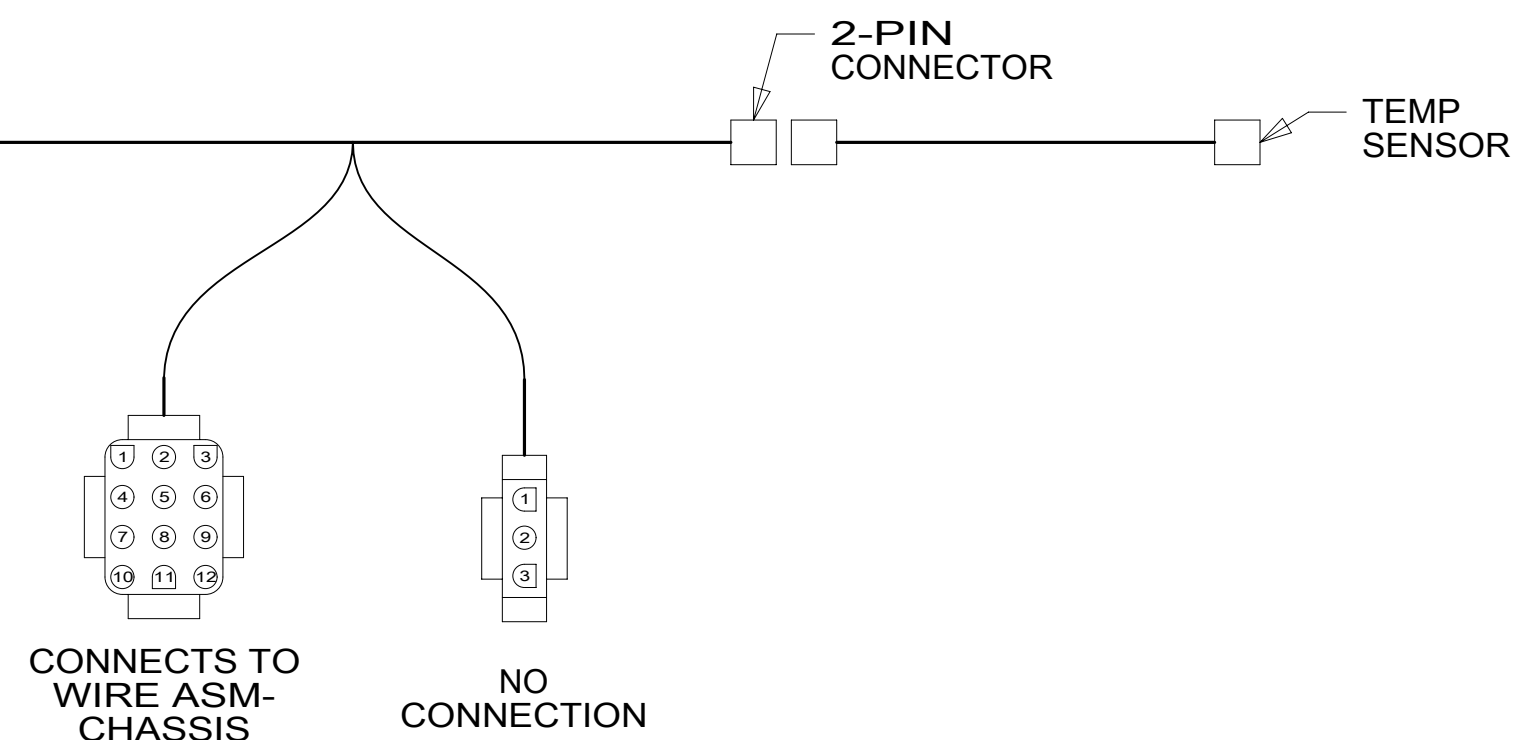 2-PIN
CONNECTOR
TEMP
SENSOR
1 2 3
4 5 6
7 8 9
10 11 12
1
2
3
CONNECTS TO
WIRE ASM-
CHASSIS
NO
CONNECTION